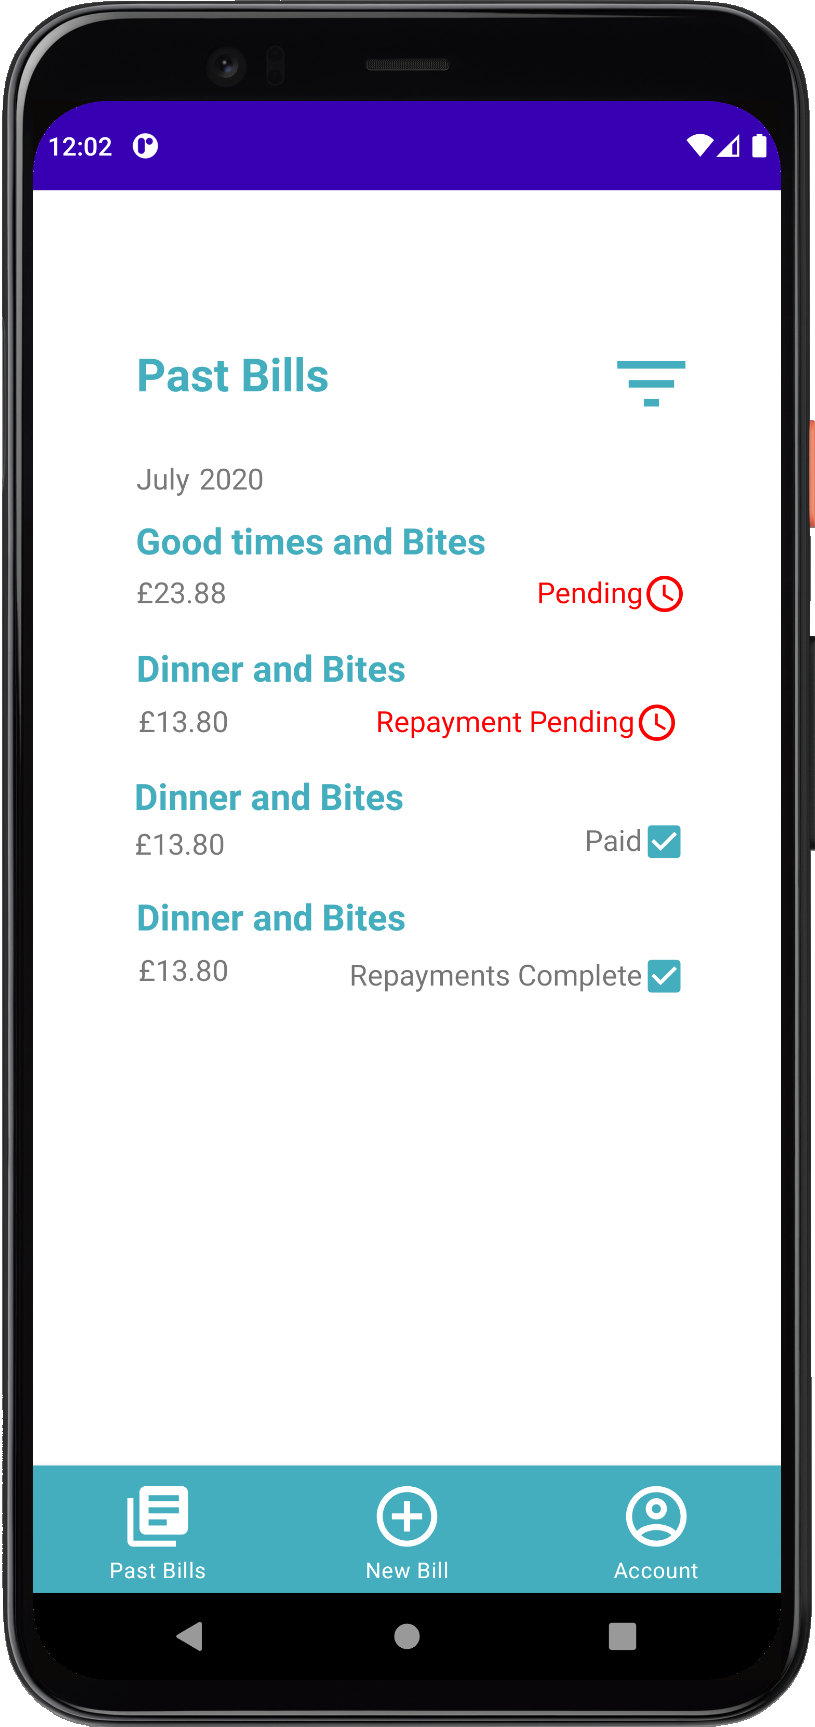 12:02
Past Bills
July 2020
Good times and Bites
£23.88 Pending
Dinner and Bites
£13.80 Repayment Pending
Dinner and Bites
£13.80 Paid
Dinner and Bites
£13.80 Repayments Complete
Past Bills New Bill Account